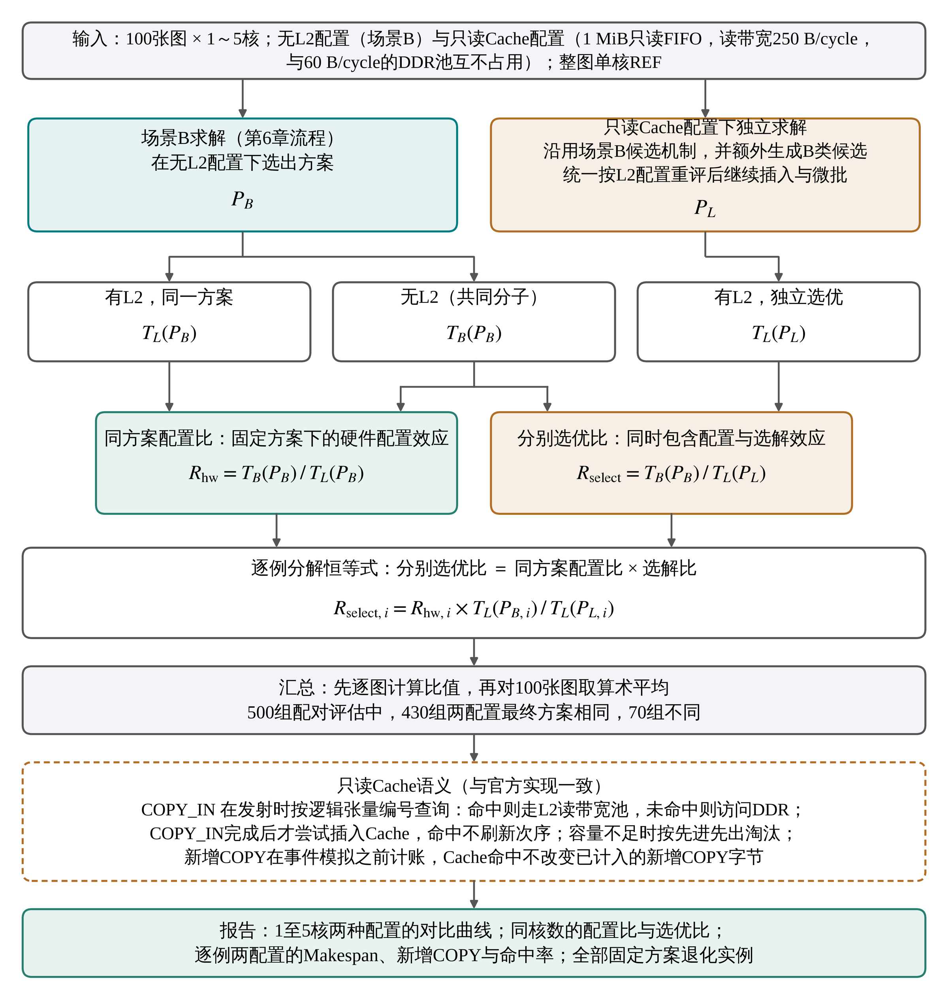 输入：100张图 × 1～5核；无L2配置（场景B）与只读Cache配置（1 MiB只读FIFO，读带宽250 B/cycle，
与60 B/cycle的DDR池互不占用）；整图单核REF
场景B求解（第6章流程）
在无L2配置下选出方案
P_B
只读Cache配置下独立求解
沿用场景B候选机制，并额外生成B类候选
统一按L2配置重评后继续插入与微批
P_L
有L2，同一方案
T_L(P_B)
无L2（共同分子）
T_B(P_B)
有L2，独立选优
T_L(P_L)
同方案配置比：固定方案下的硬件配置效应
R_hw = T_B(P_B) / T_L(P_B)
分别选优比：同时包含配置与选解效应
R_select = T_B(P_B) / T_L(P_L)
逐例分解恒等式：分别选优比 = 同方案配置比 × 选解比
R_select, i = R_hw, i × T_L(P_B, i) / T_L(P_L, i)
汇总：先逐图计算比值，再对100张图取算术平均
500组配对评估中，430组两配置最终方案相同，70组不同
只读Cache语义（与官方实现一致）
COPY_IN 在发射时按逻辑张量编号查询：命中则走L2读带宽池，未命中则访问DDR；
COPY_IN完成后才尝试插入Cache，命中不刷新次序；容量不足时按先进先出淘汰；
新增COPY在事件模拟之前计账，Cache命中不改变已计入的新增COPY字节
报告：1至5核两种配置的对比曲线；同核数的配置比与选优比；
逐例两配置的Makespan、新增COPY与命中率；全部固定方案退化实例